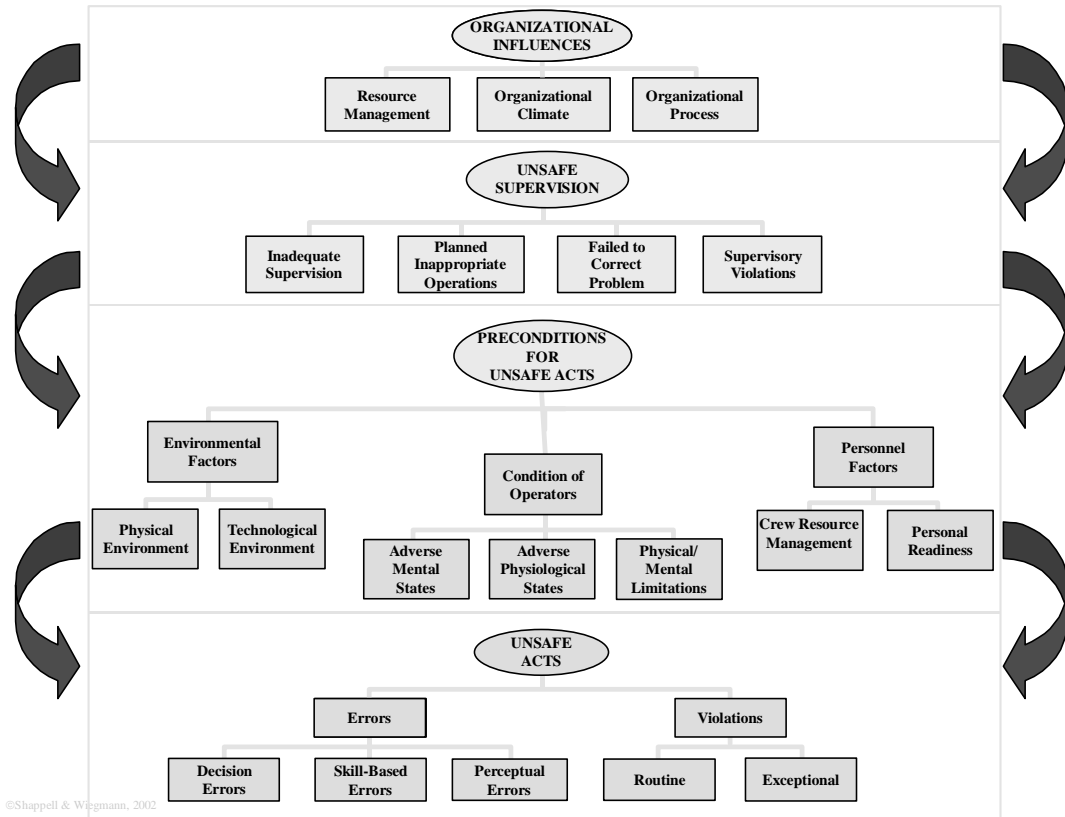 ORGANIZATIONAL
INFLUENCES
Resource
Management
Organizational
Climate
Organizational
Process
UNSAFE
SUPERVISION
Inadequate
Supervision
Planned
Inappropriate
Operations
Failed to
Correct
Problem
Supervisory
Violations
PRECONDITIONS
FOR
UNSAFE ACTS
Environmental
Factors
Condition of
Operators
Personnel
Factors
Physical
Environment
Technological
Environment
Adverse
Mental
States
Adverse
Physiological
States
Physical/
Mental
Limitations
Crew Resource
Management
Personal
Readiness
UNSAFE
ACTS
Errors
Violations
Decision
Errors
Skill-Based
Errors
Perceptual
Errors
Routine
Exceptional
©Shappell & Wiegmann, 2002